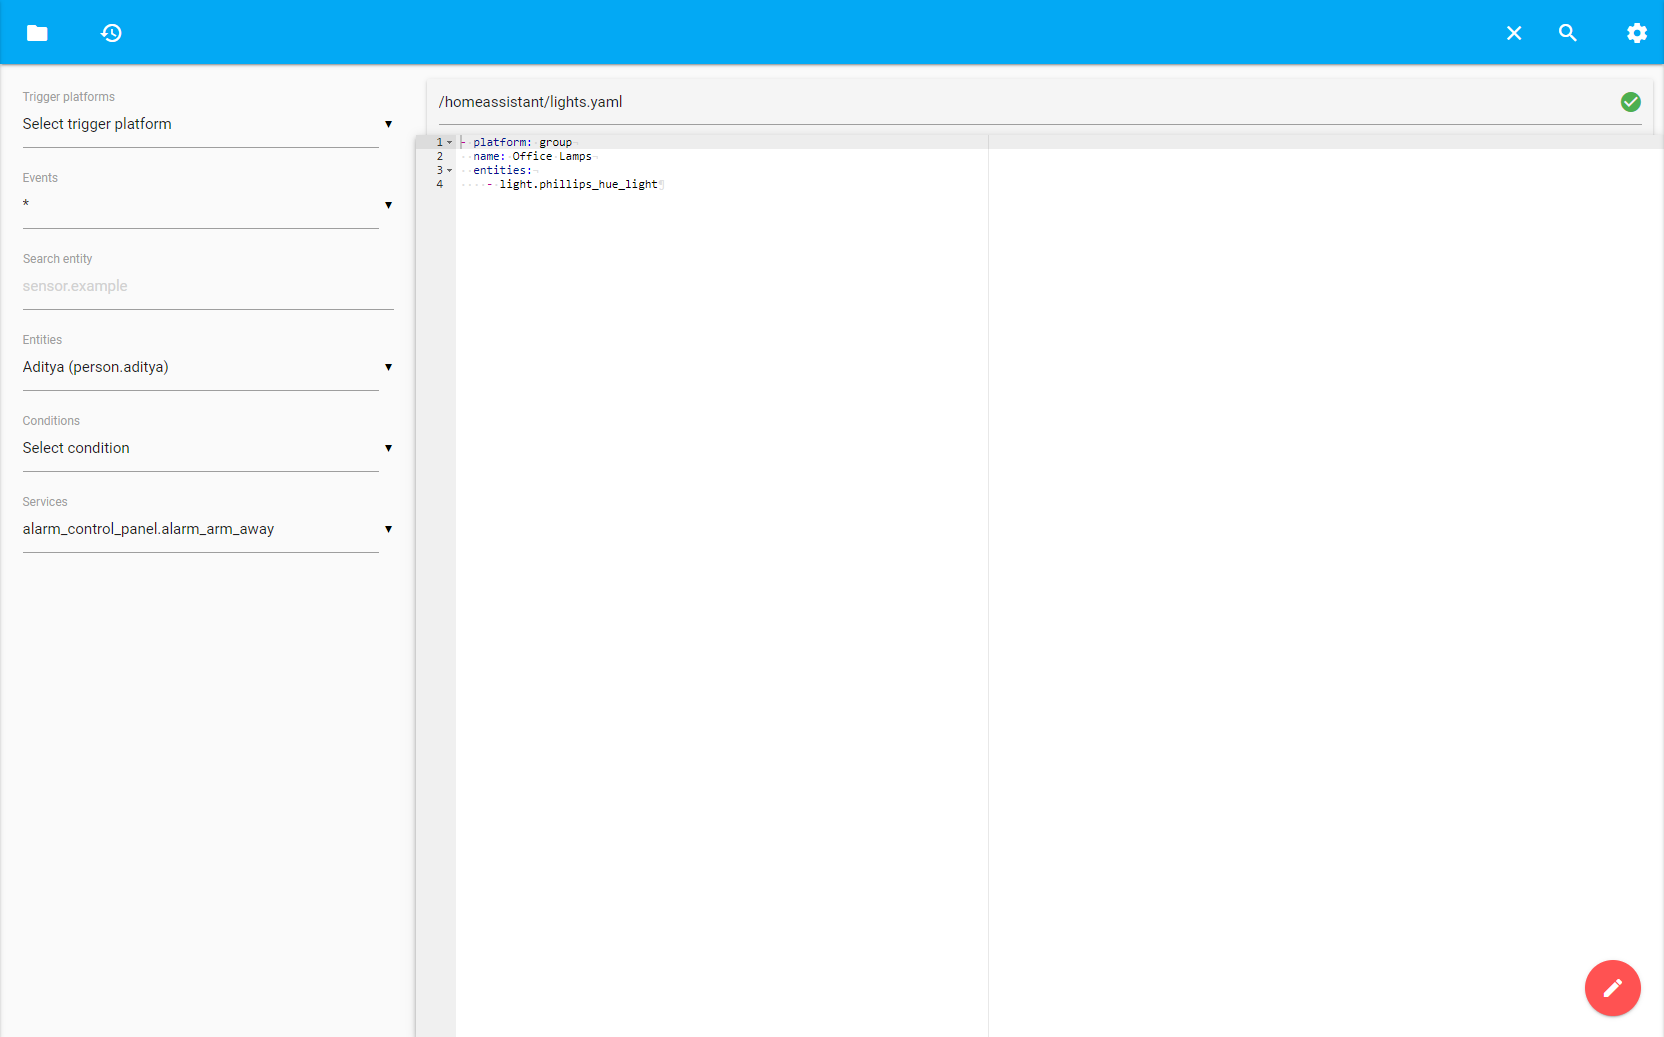 Trigger platforms
Select trigger platform
Events
*
Search entity
sensor.example
Entities
Aditya (person.aditya)
Conditions
Select condition
Services
alarm_control_panel.alarm_arm_away
/homeassistant/lights.yaml
1 - platform: group
2 name: Office Lamps
3 entities:
4 - light.phillips_hue_light